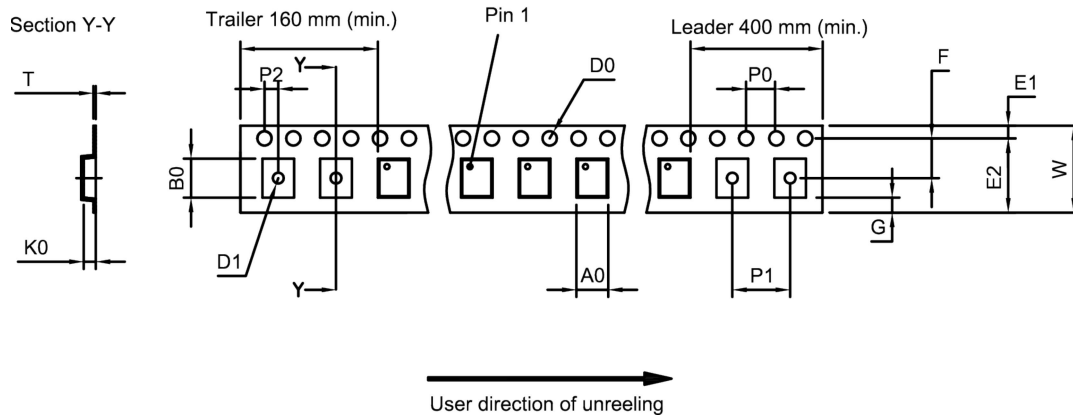 Section Y-Y
Trailer 160 mm (min.)
Pin 1
Leader 400 mm (min.)
T
P2
Y
D0
P0
F
E1
B0
E2
W
K0
D1
Y
A0
P1
G
User direction of unreeling